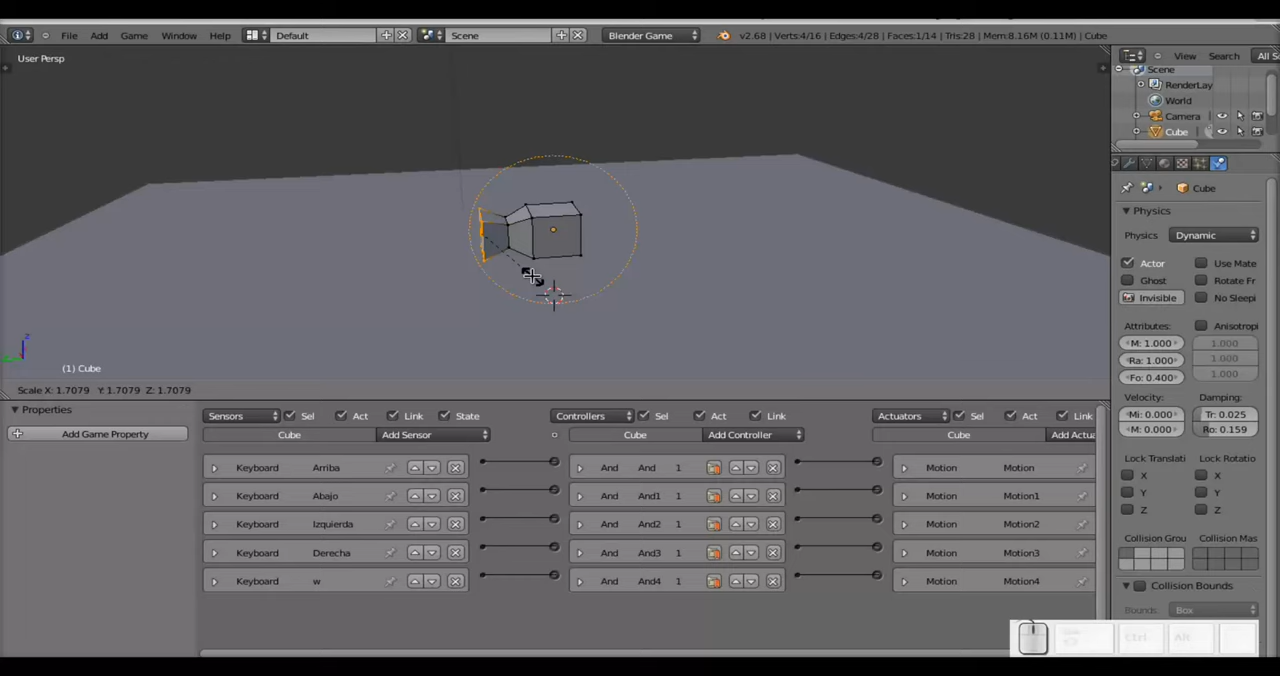 File Add Game Window Help Default Scene Blender Game v2.68 | Verts:4/16 | Edges:4/28 | Faces:1/14 | Tris:28 | Mem:8.16M (0.11M) | Cube
View Search All S
User Persp
Scene
RenderLay
World
Camera
Cube
Cube
Physics
Physics: Dynamic
Actor Use Mate
Ghost Rotate Fr
Invisible No Sleepi
Attributes: Anisotropi
M: 1.000 1.000
Ra: 1.000 1.000
Fo: 0.400 1.000
Velocity: Damping:
Mi: 0.000 Tr: 0.025
M: 0.000 Ro: 0.159
Lock Translati Lock Rotatio
X X
Y Y
Z Z
Collision Grou Collision Mas
Collision Bounds
Bounds: Box
z
(1) Cube
Scale X: 1.7079 Y: 1.7079 Z: 1.7079
Properties
Add Game Property
Sensors Sel Act Link State Controllers Sel Act Link Actuators Sel Act Link
Cube Add Sensor Cube Add Controller Cube Add Actua
Keyboard Arriba And And 1 Motion Motion
Keyboard Abajo And And1 1 Motion Motion1
Keyboard Izquierda And And2 1 Motion Motion2
Keyboard Derecha And And3 1 Motion Motion3
Keyboard w And And4 1 Motion Motion4
Ctrl Alt